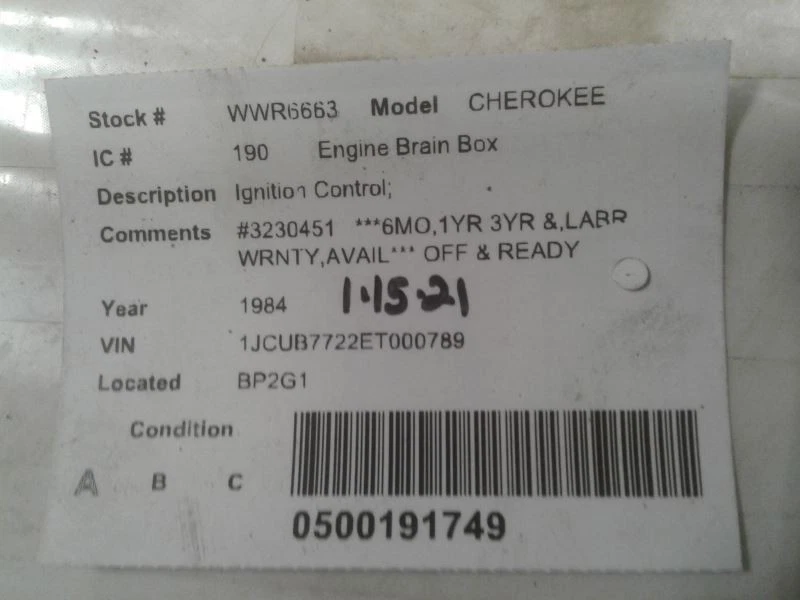 Stock # WWR6663 Model CHEROKEE
IC # 190 Engine Brain Box
Description Ignition Control;
Comments #3230451 ***6MO,1YR 3YR &,LABR
WRNTY,AVAIL*** OFF & READY
Year 1984 1·15·21
VIN 1JCUB7722ET000789
Located BP2G1
Condition
A B C
0500191749